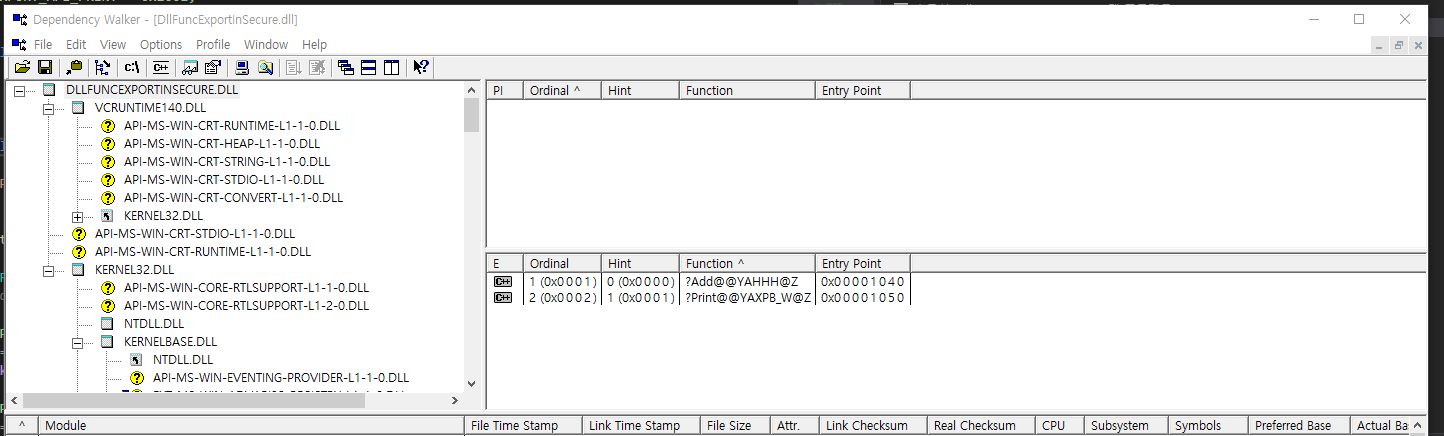 Dependency Walker - [DllFuncExportInSecure.dll]
File Edit View Options Profile Window Help
c:\ C++
DLLFUNCEXPORTINSECURE.DLL
VCRUNTIME140.DLL
API-MS-WIN-CRT-RUNTIME-L1-1-0.DLL
API-MS-WIN-CRT-HEAP-L1-1-0.DLL
API-MS-WIN-CRT-STRING-L1-1-0.DLL
API-MS-WIN-CRT-STDIO-L1-1-0.DLL
API-MS-WIN-CRT-CONVERT-L1-1-0.DLL
KERNEL32.DLL
API-MS-WIN-CRT-STDIO-L1-1-0.DLL
API-MS-WIN-CRT-RUNTIME-L1-1-0.DLL
KERNEL32.DLL
API-MS-WIN-CORE-RTLSUPPORT-L1-1-0.DLL
API-MS-WIN-CORE-RTLSUPPORT-L1-2-0.DLL
NTDLL.DLL
KERNELBASE.DLL
NTDLL.DLL
API-MS-WIN-EVENTING-PROVIDER-L1-1-0.DLL
PI Ordinal ^ Hint Function Entry Point
E Ordinal Hint Function ^ Entry Point
C++ 1 (0x0001) 0 (0x0000) ?Add@@YAHHH@Z 0x00001040
C++ 2 (0x0002) 1 (0x0001) ?Print@@YAXPB_W@Z 0x00001050
^ Module File Time Stamp Link Time Stamp File Size Attr. Link Checksum Real Checksum CPU Subsystem Symbols Preferred Base Actual